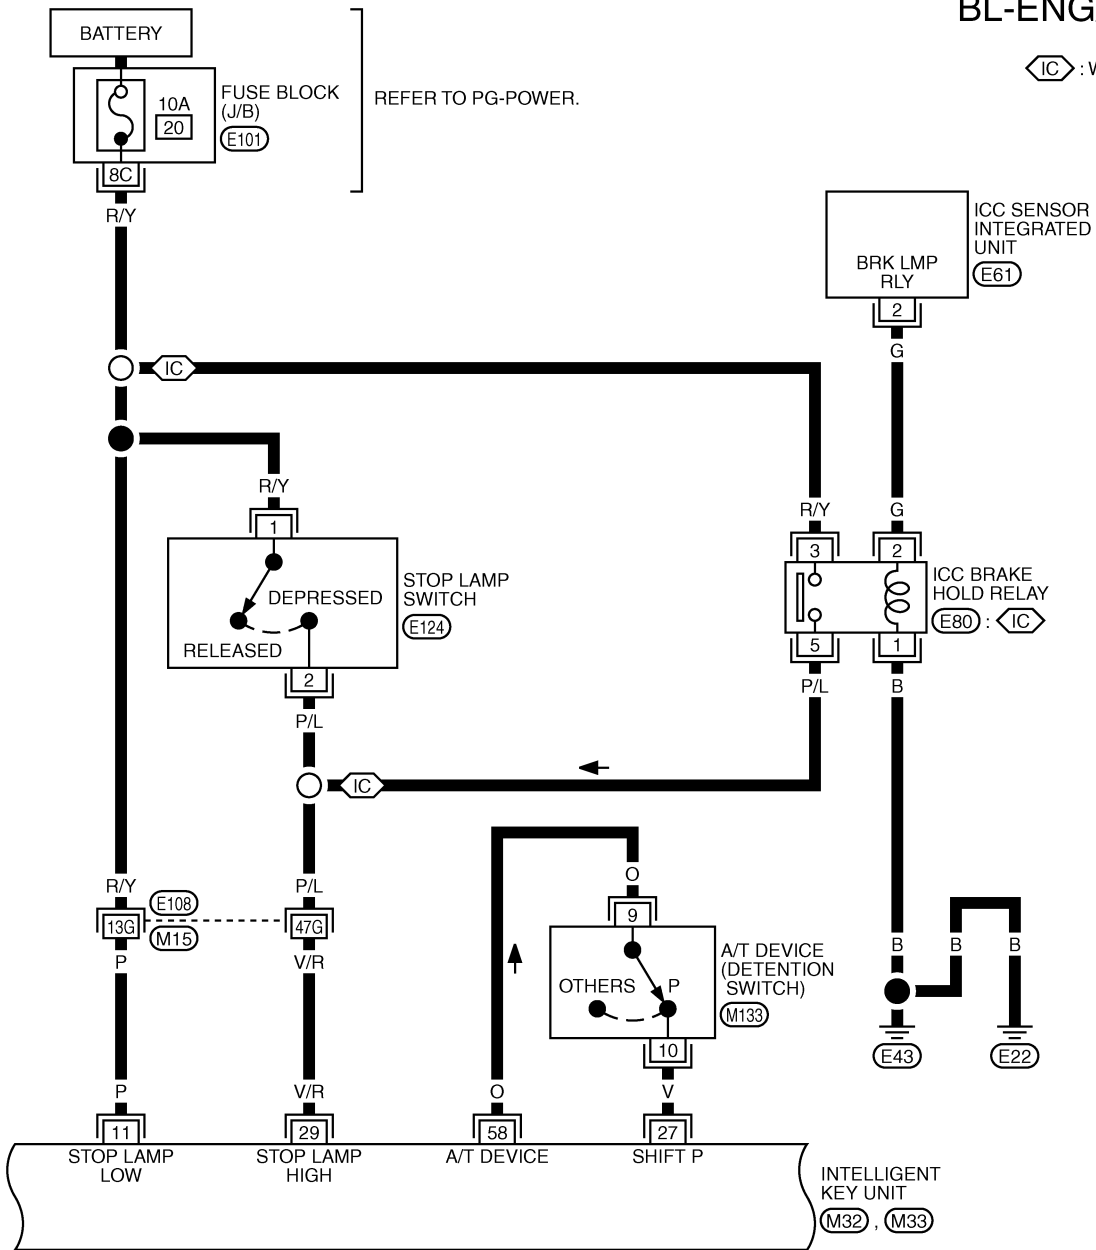 BL-ENG
IC : W
BATTERY
10A
20
FUSE BLOCK
(J/B)
E101
REFER TO PG-POWER.
8C
R/Y
ICC SENSOR
INTEGRATED
UNIT
E61
BRK LMP
RLY
2
G
IC
R/Y
1
R/Y
3
G
2
STOP LAMP
SWITCH
E124
DEPRESSED
RELEASED
2
P/L
ICC BRAKE
HOLD RELAY
E80 : IC
5
P/L
1
B
IC
R/Y
13G
P
E108
M15
P/L
47G
V/R
O
9
A/T DEVICE
(DETENTION
SWITCH)
M133
OTHERS P
10
B
B
B
E43
E22
P
V/R
O
V
11
29
58
27
STOP LAMP
LOW
STOP LAMP
HIGH
A/T DEVICE
SHIFT P
INTELLIGENT
KEY UNIT
M32 , M33